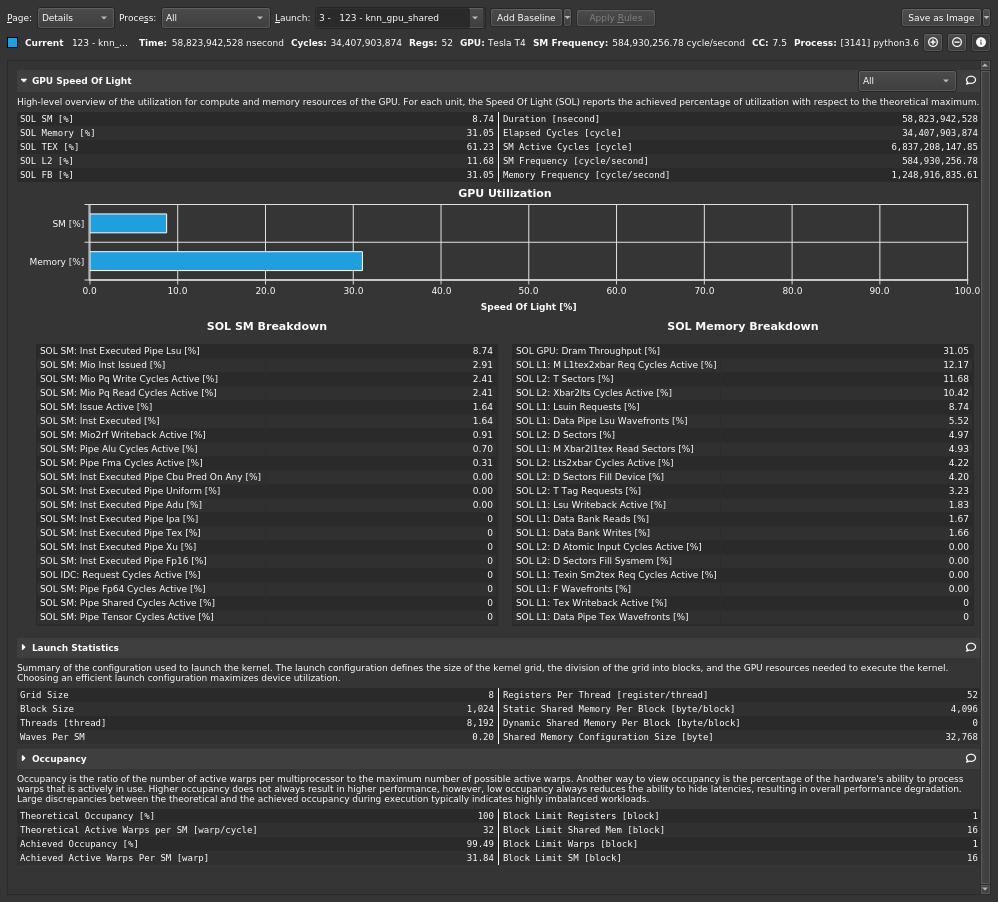 Page: Details Process: All Launch: 3 - 123 - knn_gpu_shared Add Baseline Apply Rules Save as Image
Current 123 - knn_... Time: 58,823,942,528 nsecond Cycles: 34,407,903,874 Regs: 52 GPU: Tesla T4 SM Frequency: 584,930,256.78 cycle/second CC: 7.5 Process: [3141] python3.6
GPU Speed Of Light All
High-level overview of the utilization for compute and memory resources of the GPU. For each unit, the Speed Of Light (SOL) reports the achieved percentage of utilization with respect to the theoretical maximum.
SOL SM [%] 8.74 Duration [nsecond] 58,823,942,528
SOL Memory [%] 31.05 Elapsed Cycles [cycle] 34,407,903,874
SOL TEX [%] 61.23 SM Active Cycles [cycle] 6,837,208,147.85
SOL L2 [%] 11.68 SM Frequency [cycle/second] 584,930,256.78
SOL FB [%] 31.05 Memory Frequency [cycle/second] 1,248,916,835.61
GPU Utilization
SM [%]
Memory [%]
0.0 10.0 20.0 30.0 40.0 50.0 60.0 70.0 80.0 90.0 100.0
Speed Of Light [%]
SOL SM Breakdown SOL Memory Breakdown
SOL SM: Inst Executed Pipe Lsu [%] 8.74 SOL GPU: Dram Throughput [%] 31.05
SOL SM: Mio Inst Issued [%] 2.91 SOL L1: M L1tex2xbar Req Cycles Active [%] 12.17
SOL SM: Mio Pq Write Cycles Active [%] 2.41 SOL L2: T Sectors [%] 11.68
SOL SM: Mio Pq Read Cycles Active [%] 2.41 SOL L2: Xbar2lts Cycles Active [%] 10.42
SOL SM: Issue Active [%] 1.64 SOL L1: Lsuin Requests [%] 8.74
SOL SM: Inst Executed [%] 1.64 SOL L1: Data Pipe Lsu Wavefronts [%] 5.52
SOL SM: Mio2rf Writeback Active [%] 0.91 SOL L2: D Sectors [%] 4.97
SOL SM: Pipe Alu Cycles Active [%] 0.70 SOL L1: M Xbar2l1tex Read Sectors [%] 4.93
SOL SM: Pipe Fma Cycles Active [%] 0.31 SOL L2: Lts2xbar Cycles Active [%] 4.22
SOL SM: Inst Executed Pipe Cbu Pred On Any [%] 0.00 SOL L2: D Sectors Fill Device [%] 4.20
SOL SM: Inst Executed Pipe Uniform [%] 0.00 SOL L2: T Tag Requests [%] 3.23
SOL SM: Inst Executed Pipe Adu [%] 0.00 SOL L1: Lsu Writeback Active [%] 1.83
SOL SM: Inst Executed Pipe Ipa [%] 0 SOL L1: Data Bank Reads [%] 1.67
SOL SM: Inst Executed Pipe Tex [%] 0 SOL L1: Data Bank Writes [%] 1.66
SOL SM: Inst Executed Pipe Xu [%] 0 SOL L2: D Atomic Input Cycles Active [%] 0.00
SOL SM: Inst Executed Pipe Fp16 [%] 0 SOL L2: D Sectors Fill Sysmem [%] 0.00
SOL IDC: Request Cycles Active [%] 0 SOL L1: Texin Sm2tex Req Cycles Active [%] 0.00
SOL SM: Pipe Fp64 Cycles Active [%] 0 SOL L1: F Wavefronts [%] 0.00
SOL SM: Pipe Shared Cycles Active [%] 0 SOL L1: Tex Writeback Active [%] 0
SOL SM: Pipe Tensor Cycles Active [%] 0 SOL L1: Data Pipe Tex Wavefronts [%] 0
Launch Statistics
Summary of the configuration used to launch the kernel. The launch configuration defines the size of the kernel grid, the division of the grid into blocks, and the GPU resources needed to execute the kernel.
Choosing an efficient launch configuration maximizes device utilization.
Grid Size 8 Registers Per Thread [register/thread] 52
Block Size 1,024 Static Shared Memory Per Block [byte/block] 4,096
Threads [thread] 8,192 Dynamic Shared Memory Per Block [byte/block] 0
Waves Per SM 0.20 Shared Memory Configuration Size [byte] 32,768
Occupancy
Occupancy is the ratio of the number of active warps per multiprocessor to the maximum number of possible active warps. Another way to view occupancy is the percentage of the hardware's ability to process
warps that is actively in use. Higher occupancy does not always result in higher performance, however, low occupancy always reduces the ability to hide latencies, resulting in overall performance degradation.
Large discrepancies between the theoretical and the achieved occupancy during execution typically indicates highly imbalanced workloads.
Theoretical Occupancy [%] 100 Block Limit Registers [block] 1
Theoretical Active Warps per SM [warp/cycle] 32 Block Limit Shared Mem [block] 16
Achieved Occupancy [%] 99.49 Block Limit Warps [block] 1
Achieved Active Warps Per SM [warp] 31.84 Block Limit SM [block] 16